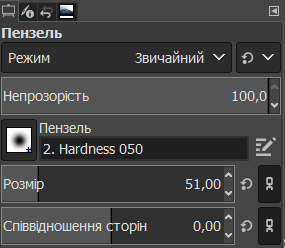 Пензель
Режим Звичайний
Непрозорість 100,0
Пензель
2. Hardness 050
Розмір 51,00
Співвідношення сторін 0,00